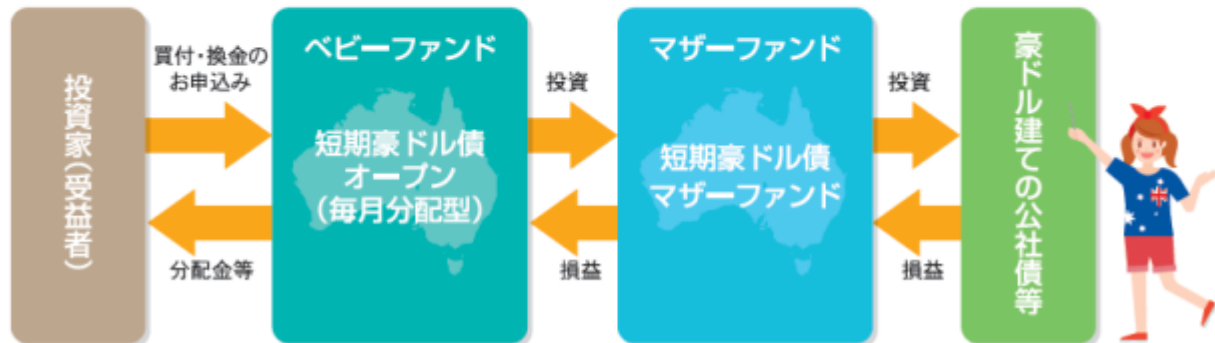 投資家(受益者)
買付・換金の
お申込み
分配金等
ベビーファンド
短期豪ドル債
オープン
(毎月分配型)
投資
損益
マザーファンド
短期豪ドル債
マザーファンド
投資
損益
豪ドル建ての公社債等